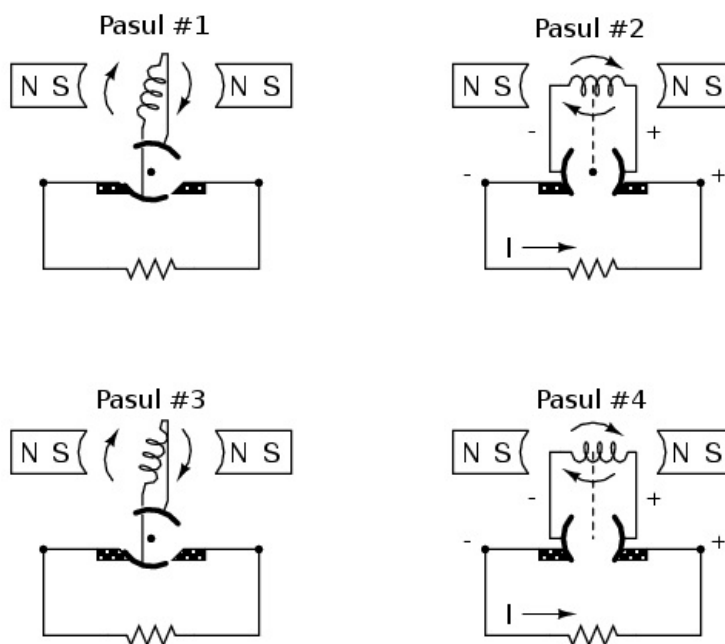 Pasul #1
N S
N S
Pasul #2
N S
N S
- +
- +
I
Pasul #3
N S
N S
Pasul #4
N S
N S
- +
- +
I